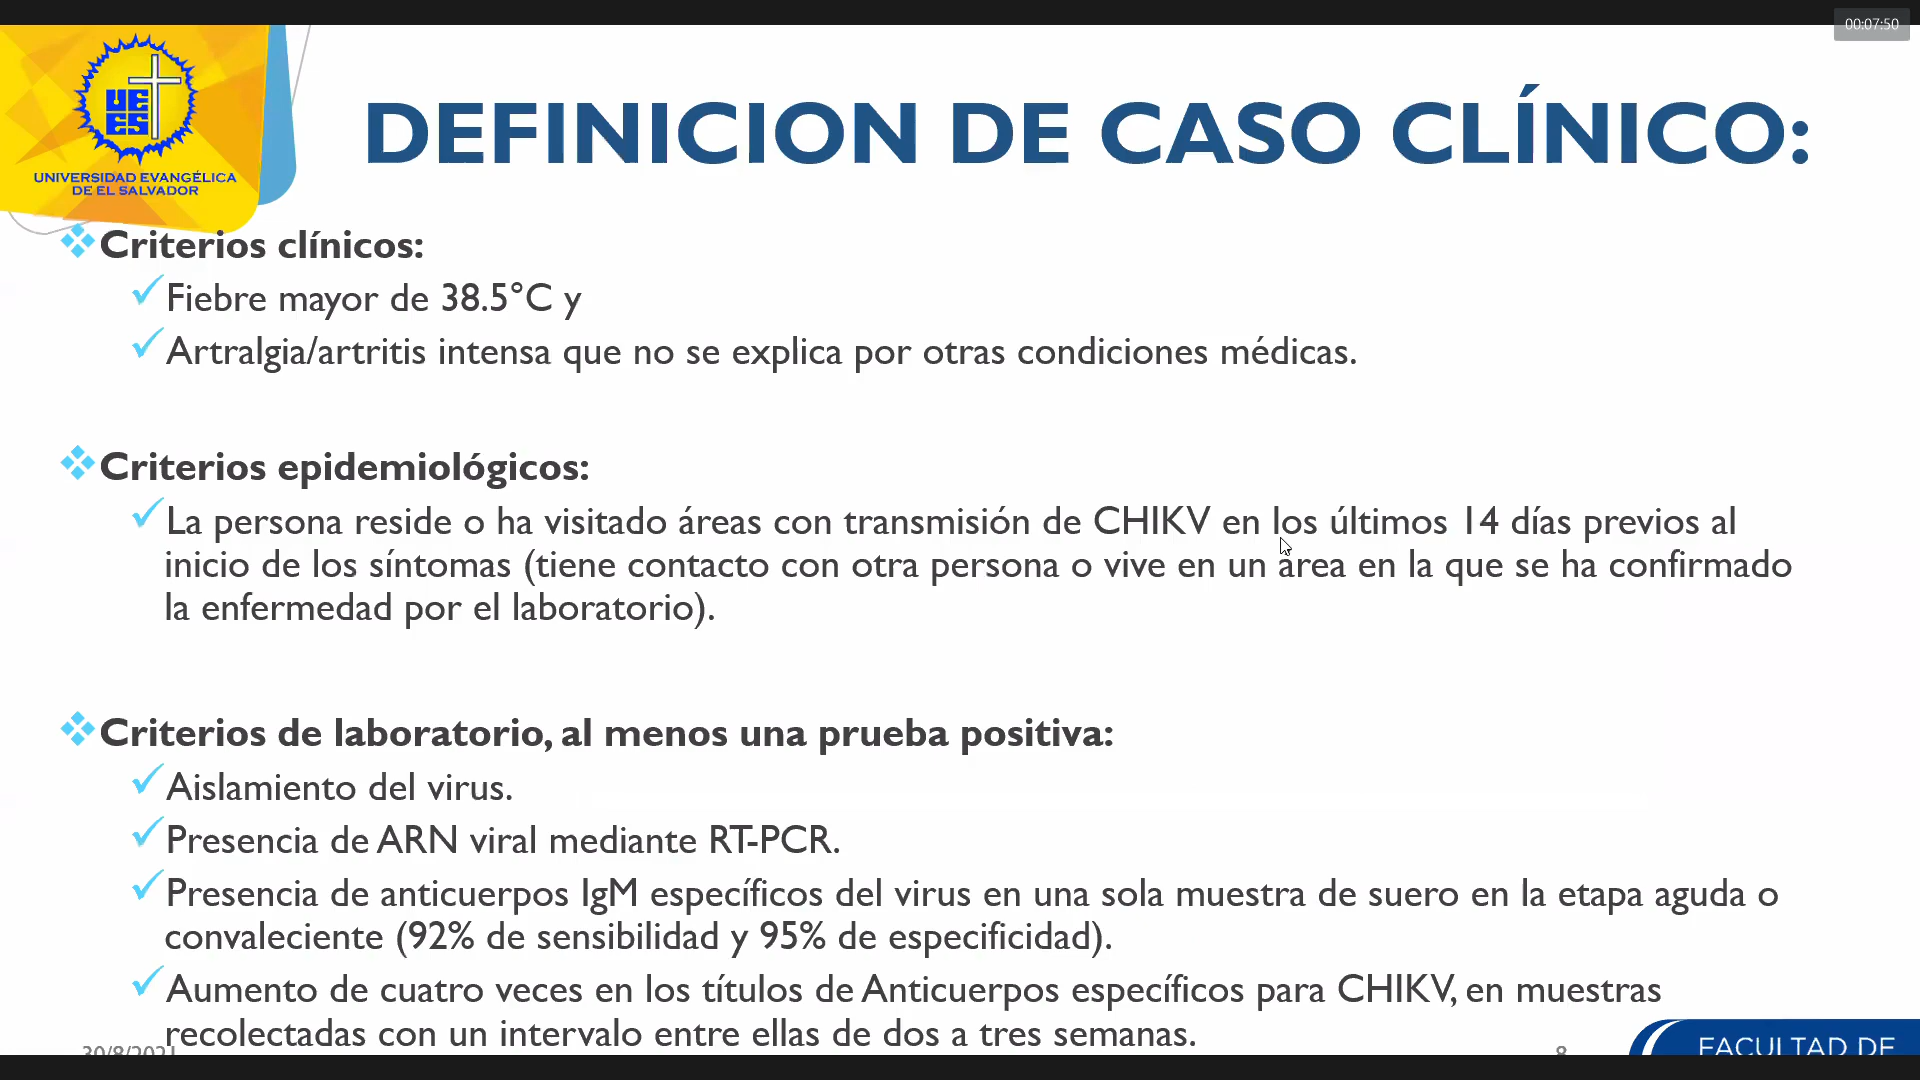 00:07:50
UE
ES
UNIVERSIDAD EVANGÉLICA
DE EL SALVADOR
DEFINICION DE CASO CLÍNICO:
Criterios clínicos:
Fiebre mayor de 38.5°C y
Artralgia/artritis intensa que no se explica por otras condiciones médicas.
Criterios epidemiológicos:
La persona reside o ha visitado áreas con transmisión de CHIKV en los últimos 14 días previos al
inicio de los síntomas (tiene contacto con otra persona o vive en un área en la que se ha confirmado
la enfermedad por el laboratorio).
Criterios de laboratorio, al menos una prueba positiva:
Aislamiento del virus.
Presencia de ARN viral mediante RT-PCR.
Presencia de anticuerpos IgM específicos del virus en una sola muestra de suero en la etapa aguda o
convaleciente (92% de sensibilidad y 95% de especificidad).
Aumento de cuatro veces en los títulos de Anticuerpos específicos para CHIKV, en muestras
recolectadas con un intervalo entre ellas de dos a tres semanas.
30/8/2021
8
FACULTAD DE